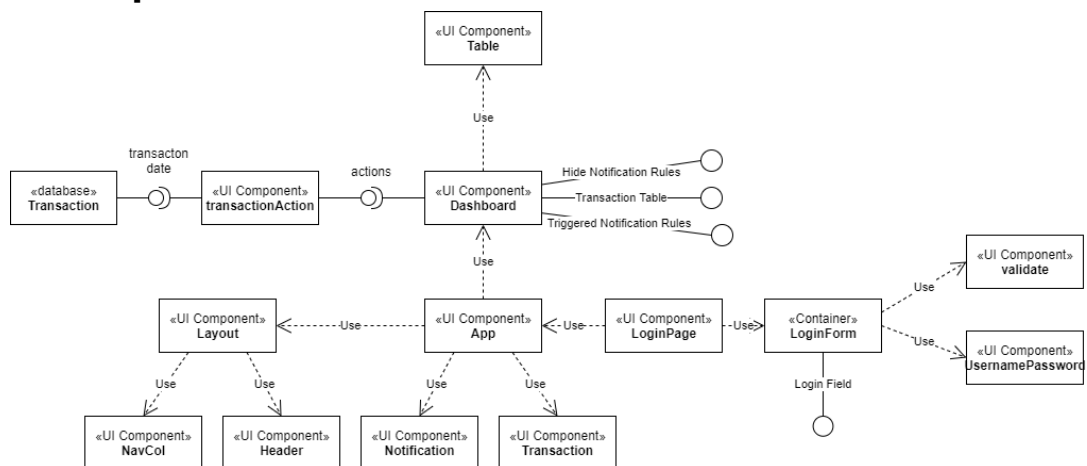 «UI Component»
Table
Use
transacton
date
actions
Hide Notification Rules
«database»
Transaction
«UI Component»
transactionAction
«UI Component»
Dashboard
Transaction Table
Triggered Notification Rules
Use
«UI Component»
validate
Use
«UI Component»
Layout
Use
«UI Component»
App
Use
«UI Component»
LoginPage
Use
«Container»
LoginForm
Use
«UI Component»
UsernamePassword
Use
Use
Use
Use
Login Field
«UI Component»
NavCol
«UI Component»
Header
«UI Component»
Notification
«UI Component»
Transaction